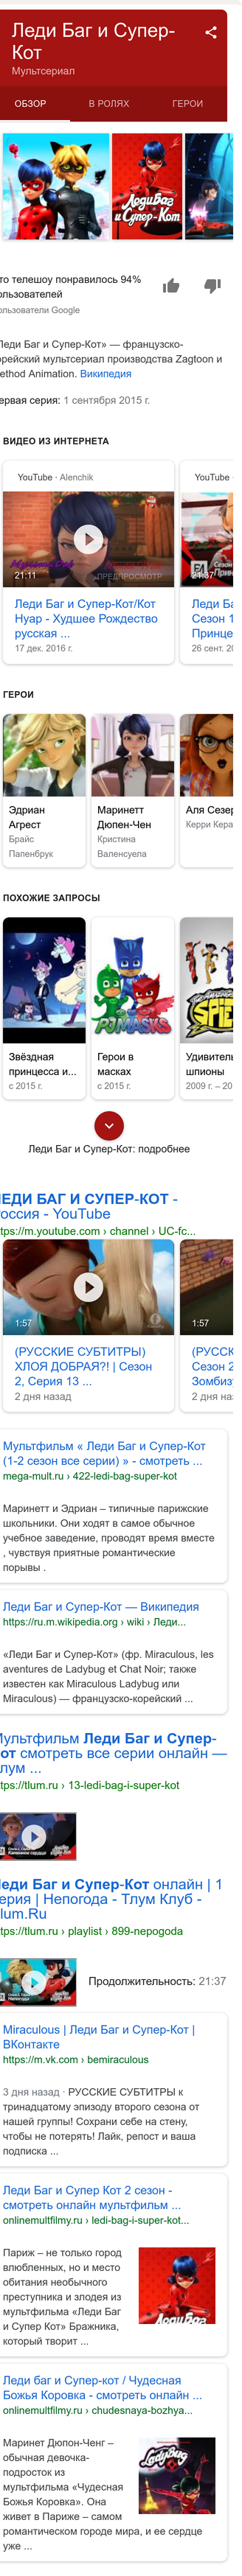 Леди Баг и Супер-
Кот
Мультсериал
ОБЗОР
В РОЛЯХ
ГЕРОИ
Леди Баг
и Супер-Кот
то телешоу понравилось 94%
ользователей
ользователи Google
Леди Баг и Супер-Кот» — французско-
орейский мультсериал производства Zagtoon и
ethod Animation. Википедия
ервая серия: 1 сентября 2015 г.
ВИДЕО ИЗ ИНТЕРНЕТА
YouTube · Alenchik
YouTube ·
ПРЕДПРОСМОТР
21:11
21:37
Леди Баг и Супер-Кот/Кот
Нуар - Худшее Рождество
русская ...
17 дек. 2016 г.
Леди Ба
Сезон 1
Принце
26 сент. 20
ГЕРОИ
Эдриан
Агрест
Брайс
Папенбрук
Маринетт
Дюпен-Чен
Кристина
Валенсуела
Аля Сезер
Керри Кера
ПОХОЖИЕ ЗАПРОСЫ
PJMASKS
SPIE
Звёздная
принцесса и...
с 2015 г.
Герои в
масках
с 2015 г.
Удивитель
шпионы
2009 г. – 20
Леди Баг и Супер-Кот: подробнее
ЕДИ БАГ И СУПЕР-КОТ -
оссия - YouTube
tps://m.youtube.com › channel › UC-fc...
1:57
1:57
(РУССКИЕ СУБТИТРЫ)
ХЛОЯ ДОБРАЯ?! | Сезон
2, Серия 13 ...
2 дня назад
(РУССК
Сезон 2
Зомбиз
2 дня наз
Мультфильм « Леди Баг и Супер-Кот
(1-2 сезон все серии) » - смотреть ...
mega-mult.ru › 422-ledi-bag-super-kot
Маринетт и Эдриан – типичные парижские
школьники. Они ходят в самое обычное
учебное заведение, проводят время вместе
, чувствуя приятные романтические
порывы .
Леди Баг и Супер-Кот — Википедия
https://ru.m.wikipedia.org › wiki › Леди...
«Леди Баг и Супер-Кот» (фр. Miraculous, les
aventures de Ladybug et Chat Noir; также
известен как Miraculous Ladybug или
Miraculous) — французско-корейский ...
Мультфильм Леди Баг и Супер-
от смотреть все серии онлайн —
лум ...
tps://tlum.ru › 13-ledi-bag-i-super-kot
еди Баг и Супер-Кот онлайн | 1
ерия | Непогода - Тлум Клуб -
lum.Ru
tps://tlum.ru › playlist › 899-nepogoda
Продолжительность: 21:37
Miraculous | Леди Баг и Супер-Кот |
ВКонтакте
https://m.vk.com › bemiraculous
3 дня назад · РУССКИЕ СУБТИТРЫ к
тринадцатому эпизоду второго сезона от
нашей группы! Сохрани себе на стену,
чтобы не потерять! Лайк, репост и ваша
подписка ...
Леди Баг и Супер Кот 2 сезон -
смотреть онлайн мультфильм ...
onlinemultfilmy.ru › ledi-bag-i-super-kot...
Париж – не только город
влюбленных, но и место
обитания необычного
преступника и злодея из
мультфильма «Леди Баг
и Супер Кот» Бражника,
который творит ...
Леди баг и Супер-кот / Чудесная
Божья Коровка - смотреть онлайн ...
onlinemultfilmy.ru › chudesnaya-bozhya...
Маринет Дюпон-Ченг –
обычная девочка-
подросток из
мультфильма «Чудесная
Божья Коровка». Она
живет в Париже – самом
романтическом городе мира, и ее сердце
уже ...
Ladybug